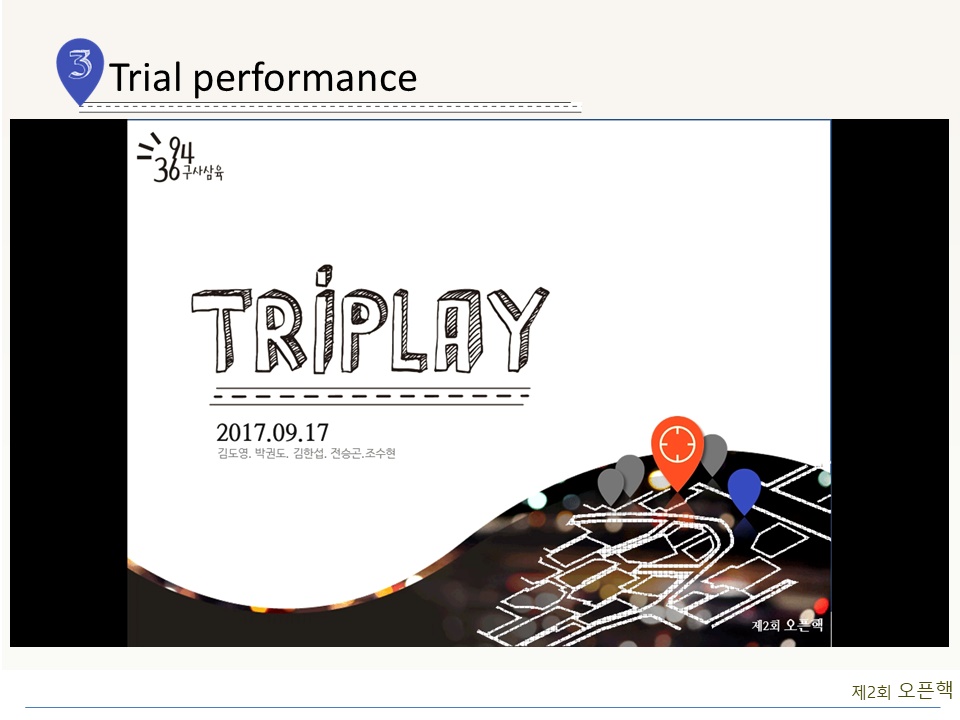 3
Trial performance
94
36 구사삼육
TRiPLAY
2017.09.17
김도영. 박권도. 김한섭. 전승곤.조수현
제2회 오픈핵
제2회 오픈핵